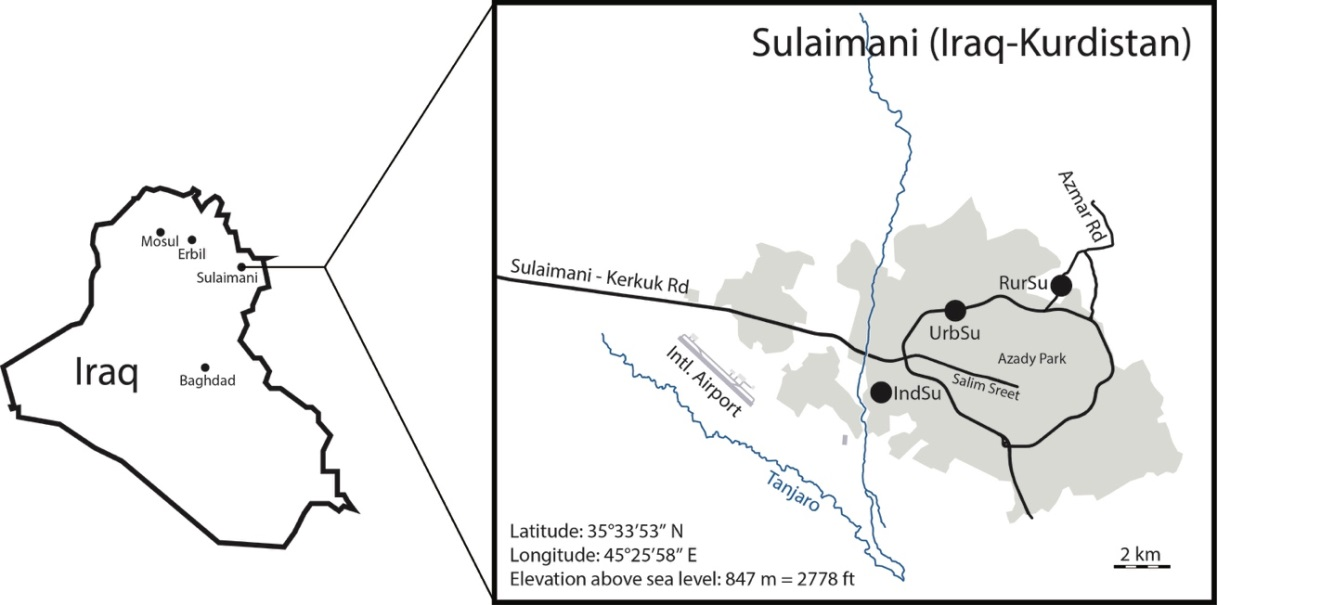 Sulaimani (Iraq-Kurdistan)
Azmar Rd
Mosul
Erbil
Sulaimani
Sulaimani - Kerkuk Rd
RurSu
UrbSu
Intl. Airport
Azady Park
Iraq
Baghdad
Salim Sreet
IndSu
Tanjaro
Latitude: 35°33′53″ N
Longitude: 45°25′58″ E
Elevation above sea level: 847 m = 2778 ft
2 km